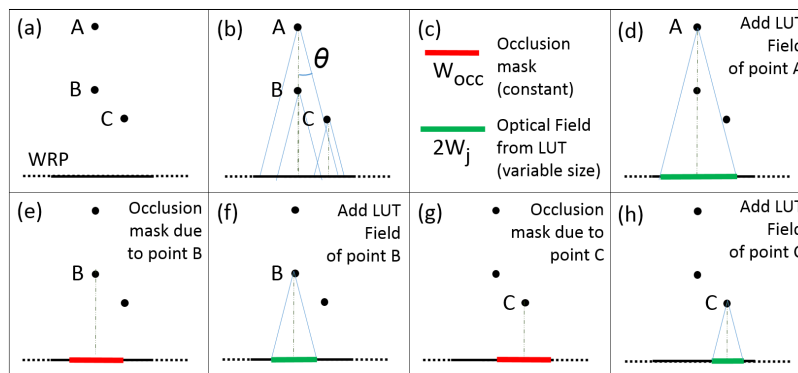 (a)
A
B
C
WRP
(b)
A
θ
B
C
(c)
Occlusion
mask
(constant)
Wocc
Optical Field
from LUT
(variable size)
2Wj
(d)
A
Add LUT
Field
of point A
(e)
Occlusion
mask due
to point B
B
(f)
Add LUT
Field
of point B
B
(g)
Occlusion
mask due to
point C
C
(h)
Add LUT
Field
of point C
C